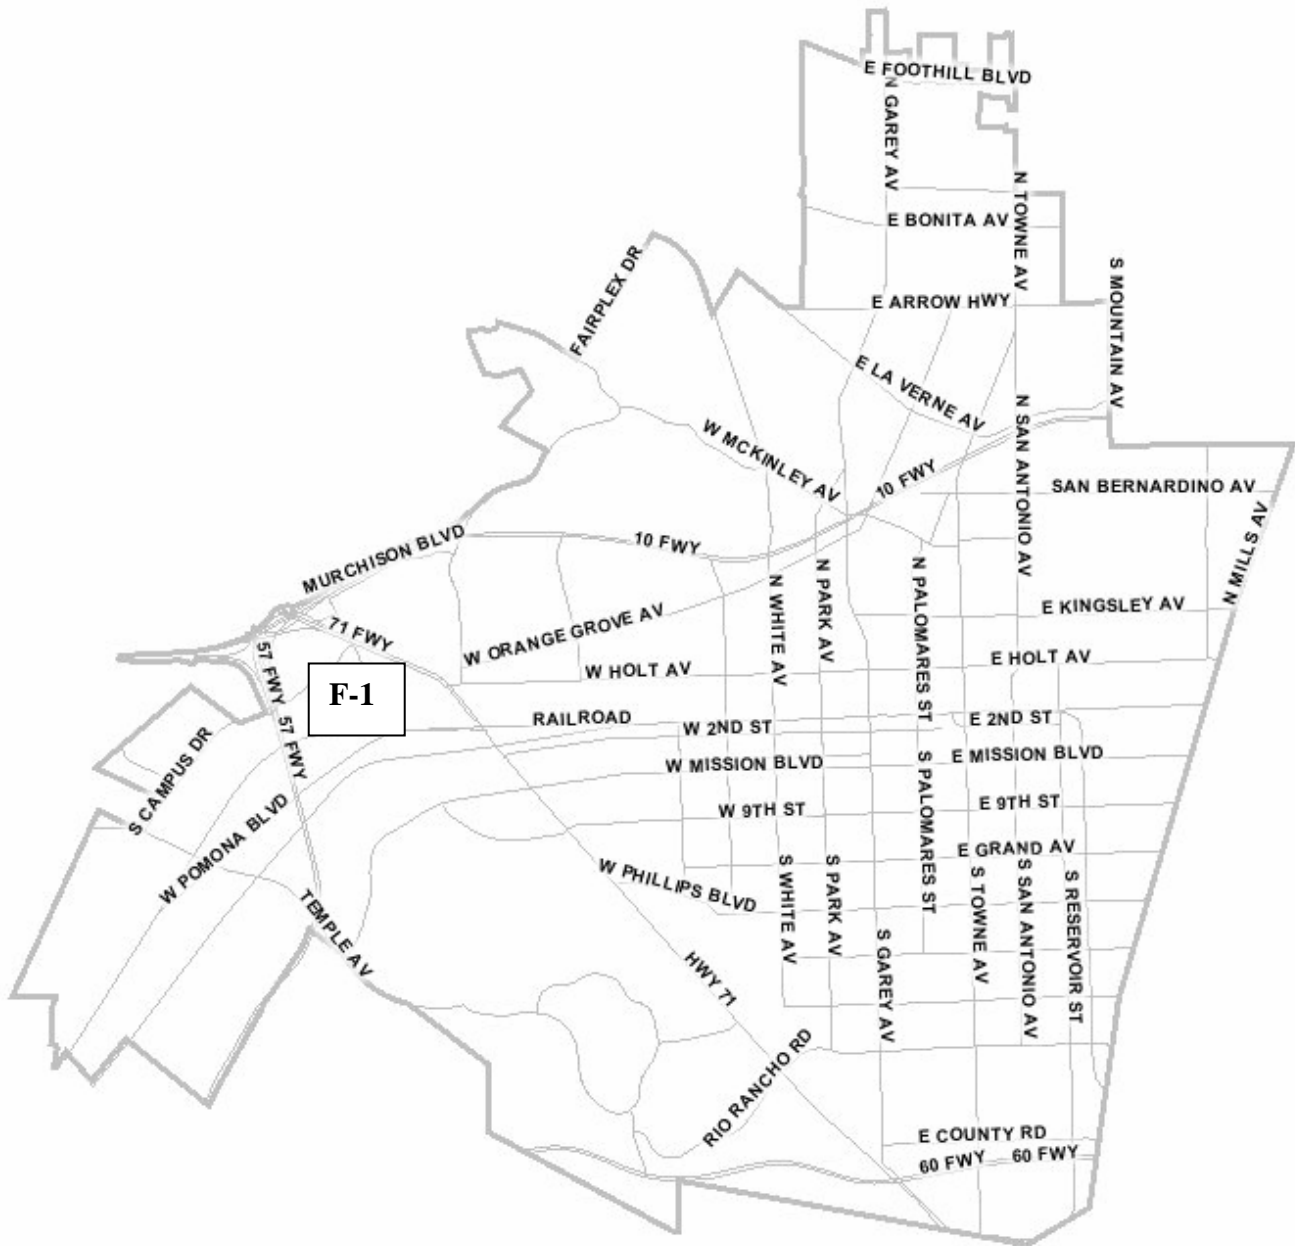 E FOOTHILL BLVD
N GAREY AV
N TOWNE AV
E BONITA AV
FAIRPLEX DR
S MOUNTAIN AV
E ARROW HWY
E LA VERNE AV
N SAN ANTONIO AV
W MCKINLEY AV
10 FWY
SAN BERNARDINO AV
N MILLS AV
MURCHISON BLVD
10 FWY
N WHITE AV
N PARK AV
N PALOMARES ST
E KINGSLEY AV
71 FWY
W ORANGE GROVE AV
57 FWY
W HOLT AV
E HOLT AV
F-1
RAILROAD
W 2ND ST
E 2ND ST
57 FWY
S CAMPUS DR
W MISSION BLVD
S PALOMARES ST
E MISSION BLVD
W POMONA BLVD
W 9TH ST
E 9TH ST
E GRAND AV
W PHILLIPS BLVD
S WHITE AV
S PARK AV
S TOWNE AV
S SAN ANTONIO AV
S RESERVOIR ST
TEMPLE AV
S GAREY AV
HWY 71
RIO RANCHO RD
E COUNTY RD
60 FWY
60 FWY